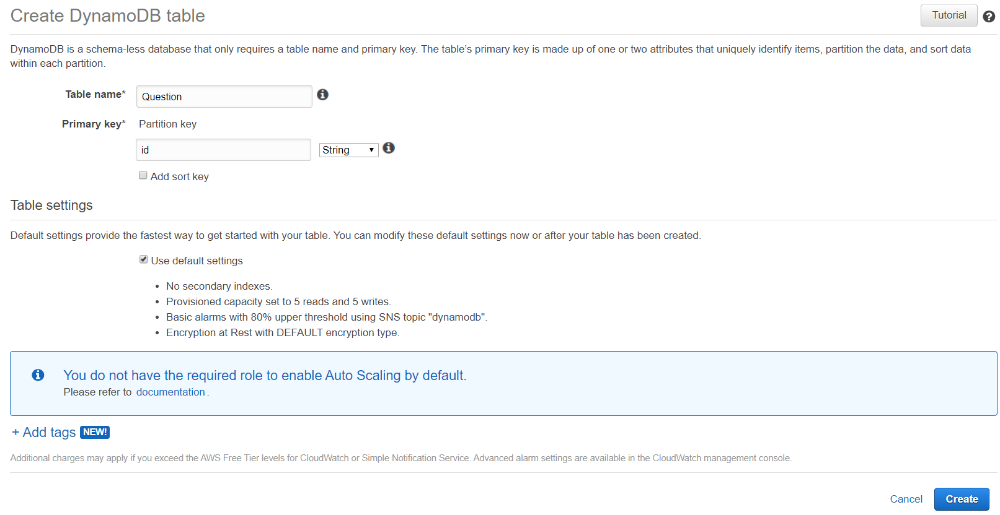 Create DynamoDB table
Tutorial
DynamoDB is a schema-less database that only requires a table name and primary key. The table's primary key is made up of one or two attributes that uniquely identify items, partition the data, and sort data
within each partition.
Table name*
Question
Primary key*
Partition key
id
String
Add sort key
Table settings
Default settings provide the fastest way to get started with your table. You can modify these default settings now or after your table has been created.
Use default settings
• No secondary indexes.
• Provisioned capacity set to 5 reads and 5 writes.
• Basic alarms with 80% upper threshold using SNS topic "dynamodb".
• Encryption at Rest with DEFAULT encryption type.
You do not have the required role to enable Auto Scaling by default.
Please refer to documentation.
+ Add tags NEW!
Additional charges may apply if you exceed the AWS Free Tier levels for CloudWatch or Simple Notification Service. Advanced alarm settings are available in the CloudWatch management console.
Cancel
Create